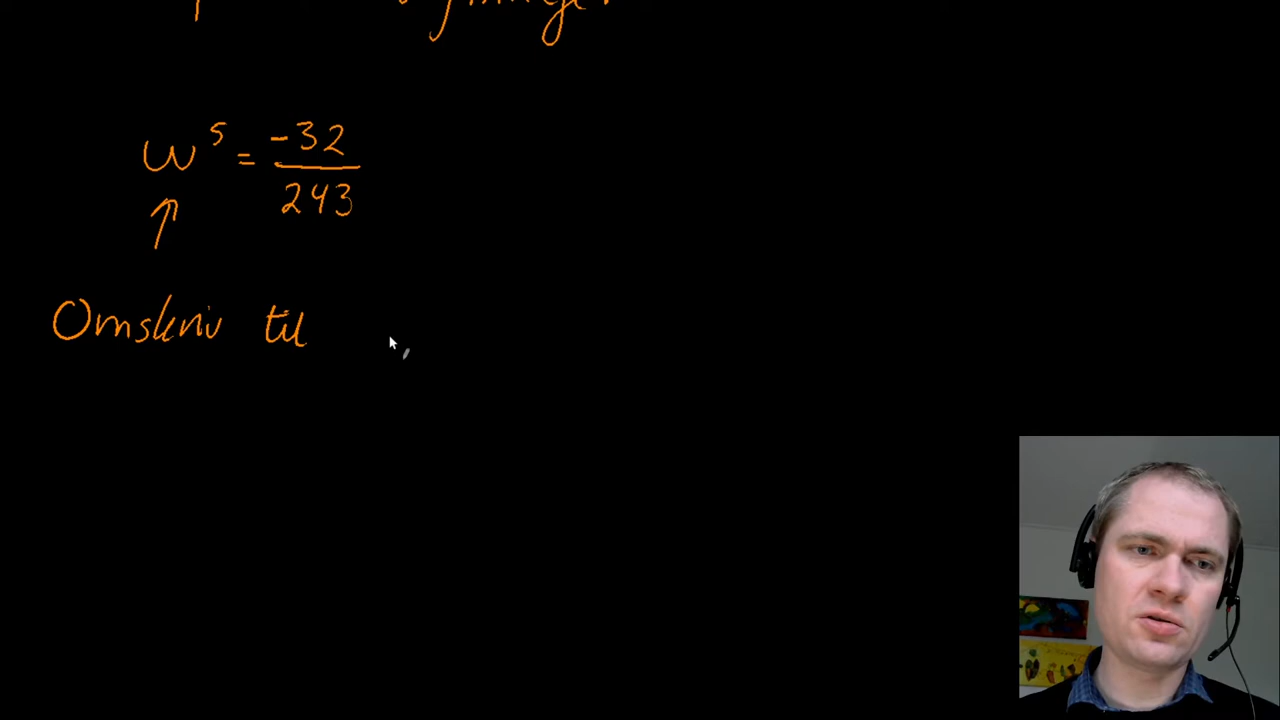 w⁵ = -32/243
Omskriv til